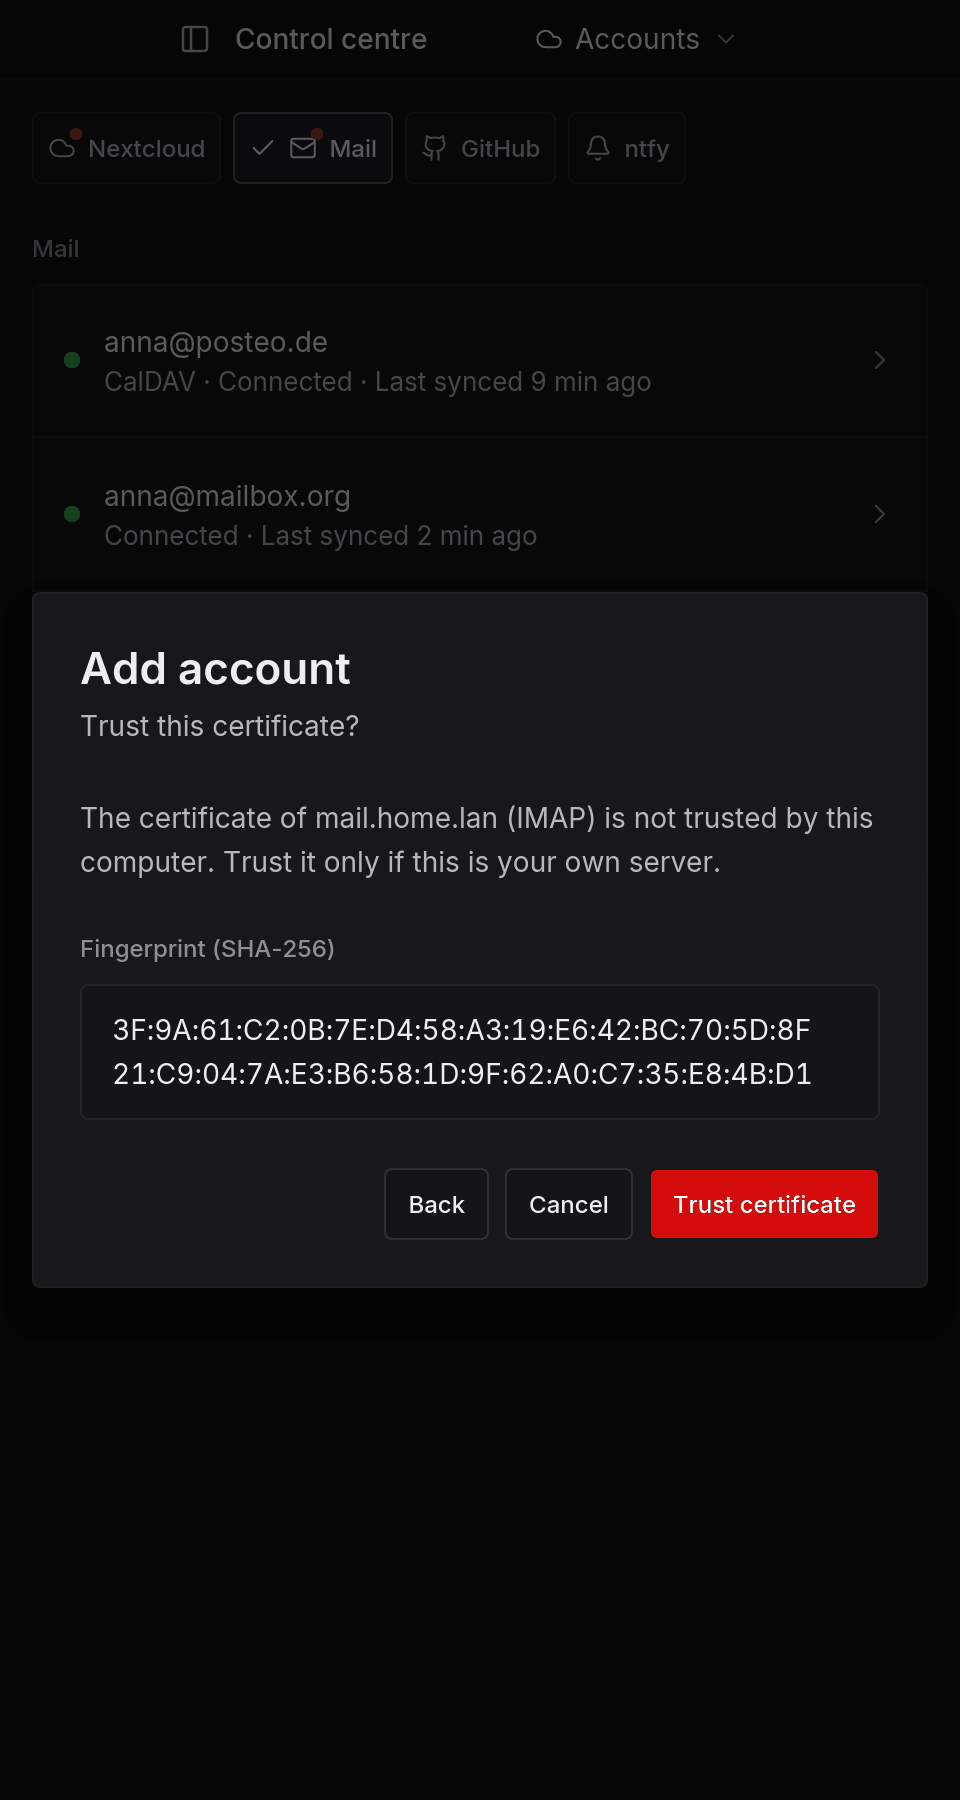 Control centre
Accounts
Nextcloud
Mail
GitHub
ntfy
Mail
anna@posteo.de
CalDAV · Connected · Last synced 9 min ago
anna@mailbox.org
Connected · Last synced 2 min ago
Add account
Trust this certificate?
The certificate of mail.home.lan (IMAP) is not trusted by this
computer. Trust it only if this is your own server.
Fingerprint (SHA-256)
3F:9A:61:C2:0B:7E:D4:58:A3:19:E6:42:BC:70:5D:8F
21:C9:04:7A:E3:B6:58:1D:9F:62:A0:C7:35:E8:4B:D1
Back
Cancel
Trust certificate